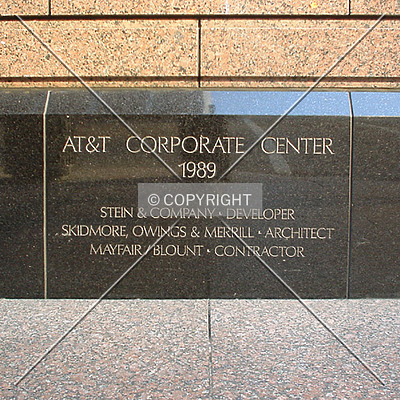 AT&T CORPORATE CENTER
1989
© COPYRIGHT
STEIN & COMPANY • DEVELOPER
SKIDMORE, OWINGS & MERRILL • ARCHITECT
MAYFAIR/BLOUNT • CONTRACTOR